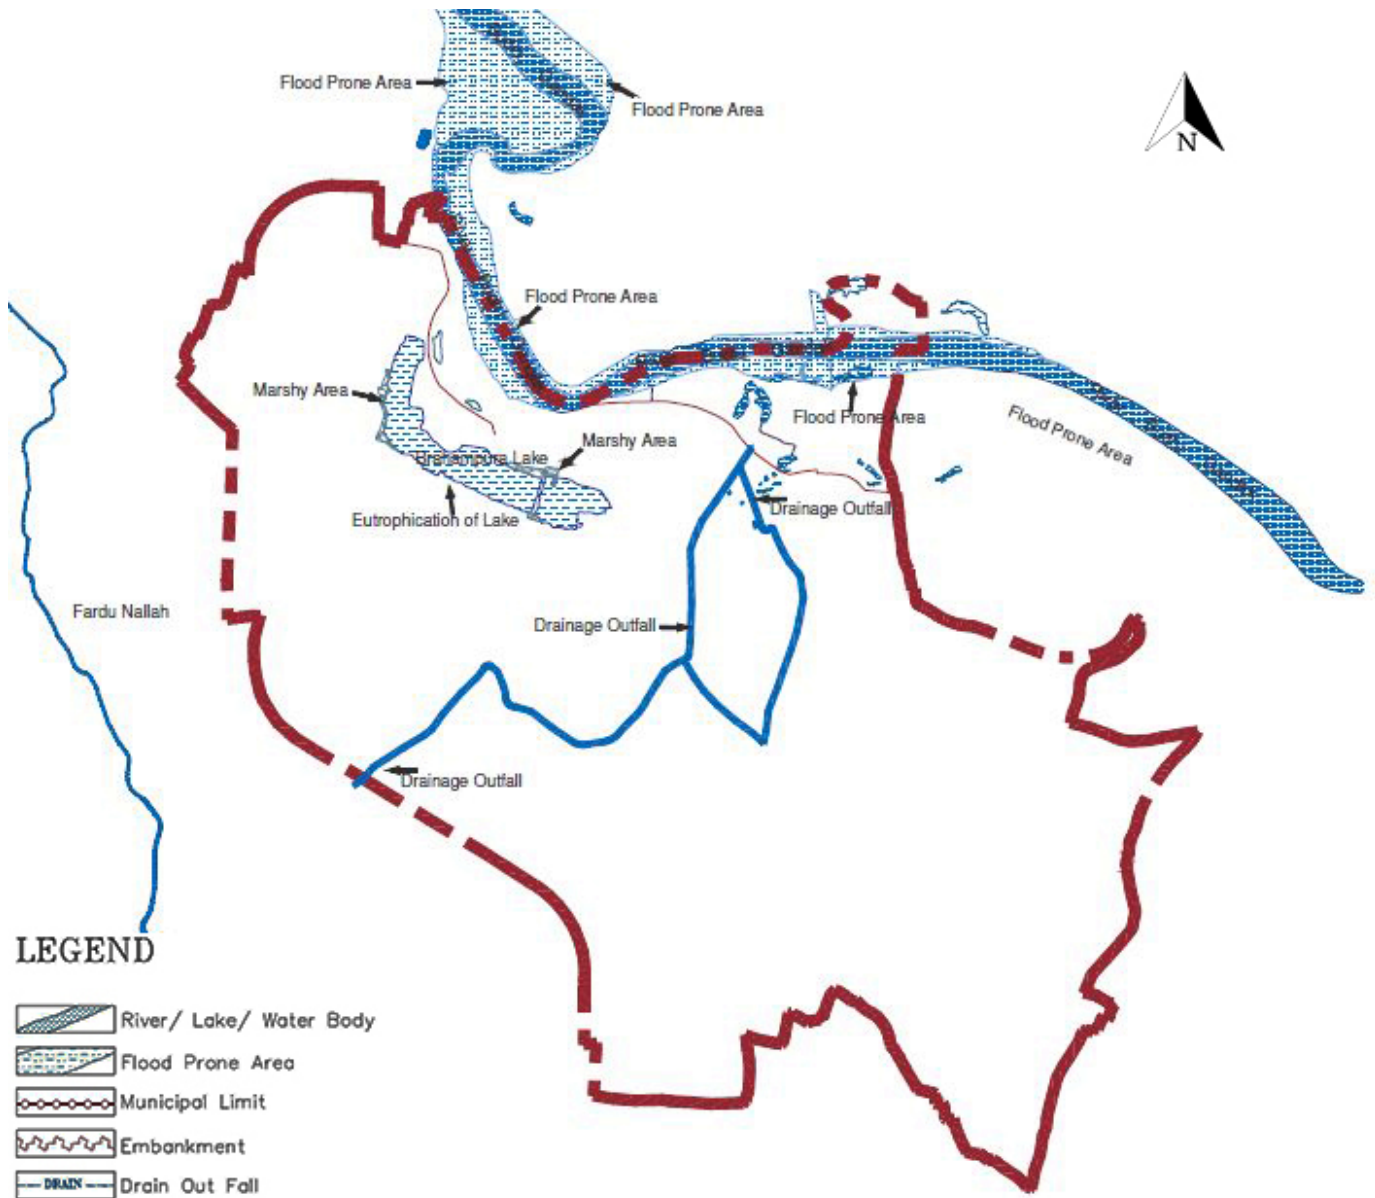 Flood Prone Area
Flood Prone Area
N
Flood Prone Area
Marshy Area
Flood Prone Area
Flood Prone Area
Marshy Area
Brahampura Lake
Eutrophication of Lake
Drainage Outfall
Fardu Nallah
Drainage Outfall
Drainage Outfall
LEGEND
River/ Lake/ Water Body
Flood Prone Area
Municipal Limit
Embankment
DRAIN
Drain Out Fall